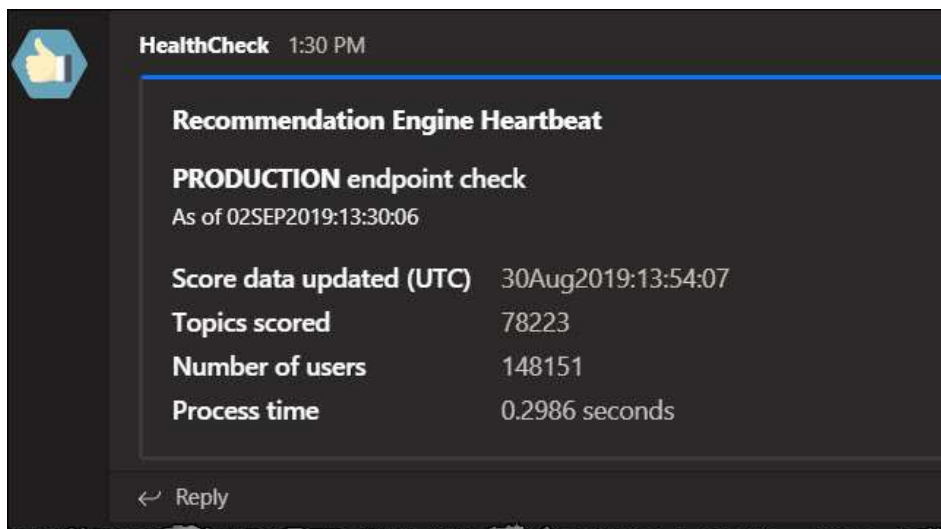 HealthCheck 1:30 PM
Recommendation Engine Heartbeat
PRODUCTION endpoint check
As of 02SEP2019:13:30:06
Score data updated (UTC) 30Aug2019:13:54:07
Topics scored 78223
Number of users 148151
Process time 0.2986 seconds
Reply